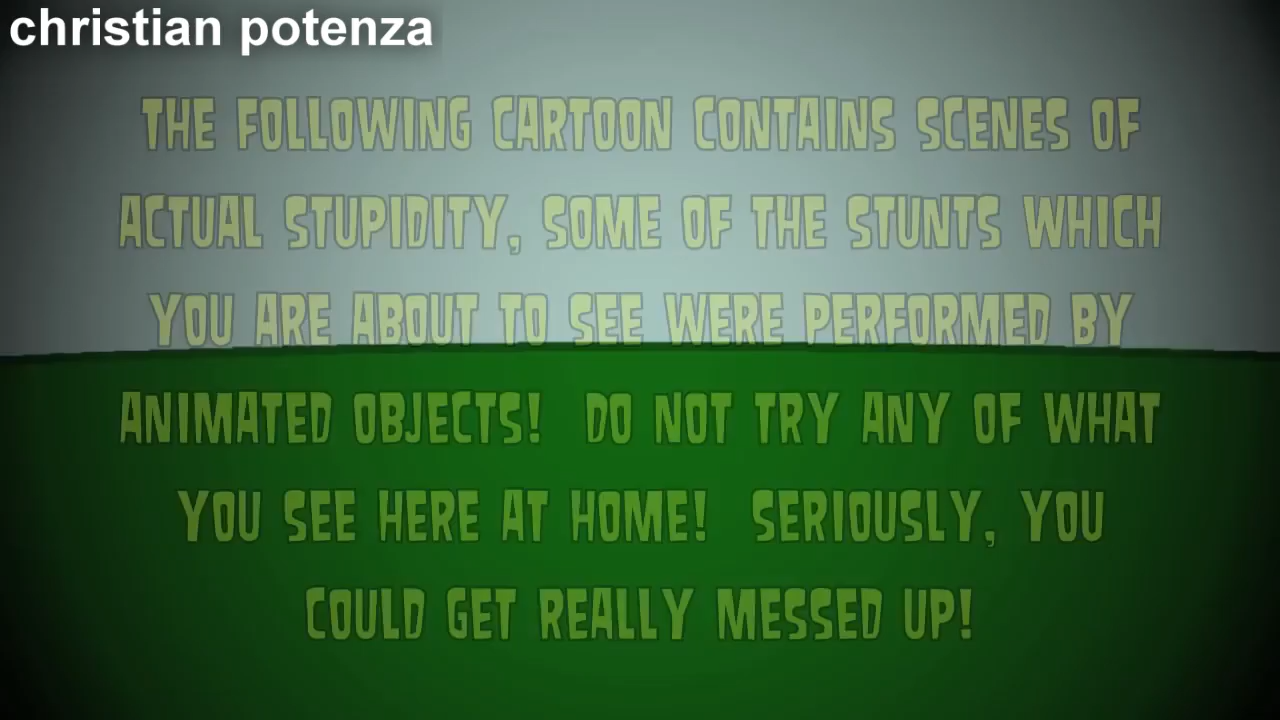 christian potenza
THE FOLLOWING CARTOON CONTAINS SCENES OF
ACTUAL STUPIDITY, SOME OF THE STUNTS WHICH
YOU ARE ABOUT TO SEE WERE PERFORMED BY
ANIMATED OBJECTS! DO NOT TRY ANY OF WHAT
YOU SEE HERE AT HOME! SERIOUSLY, YOU
COULD GET REALLY MESSED UP!